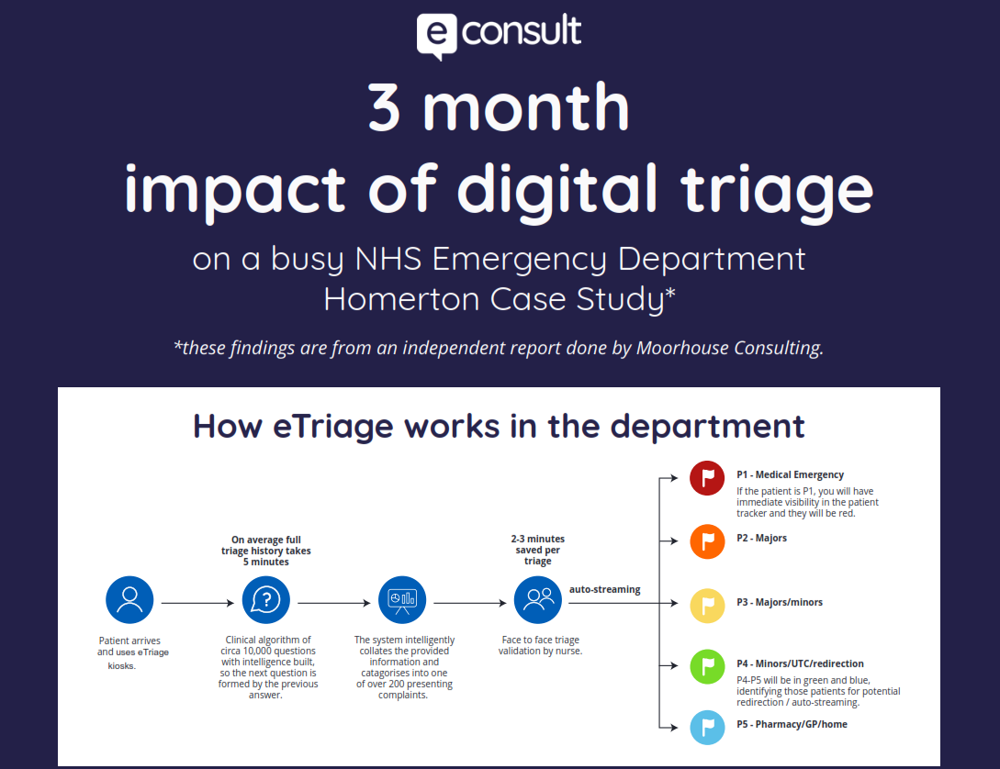 e consult
3 month
impact of digital triage
on a busy NHS Emergency Department
Homerton Case Study*
*these findings are from an independent report done by Moorhouse Consulting.
How eTriage works in the department
Patient arrives
and uses eTriage
kiosks.
On average full
triage history takes
5 minutes
?
Clinical algorithm of
circa 10,000 questions
with intelligence built,
so the next question is
formed by the previous
answer.
The system intelligently
collates the provided
information and
catagorises into one
of over 200 presenting
complaints.
2-3 minutes
saved per
triage
Face to face triage
validation by nurse.
auto-streaming
P1 - Medical Emergency
If the patient is P1, you will have
immediate visibility in the patient
tracker and they will be red.
P2 - Majors
P3 - Majors/minors
P4 - Minors/UTC/redirection
P4-P5 will be in green and blue,
identifying those patients for potential
redirection / auto-streaming.
P5 - Pharmacy/GP/home